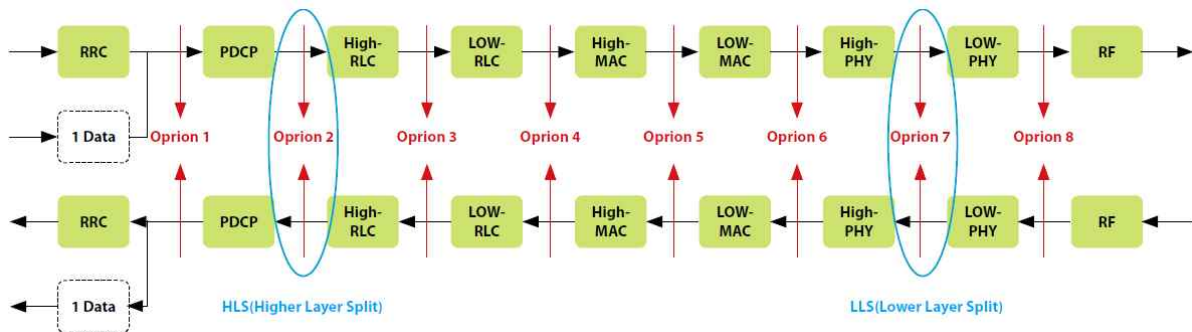 RRC
PDCP
High-
RLC
LOW-
RLC
High-
MAC
LOW-
MAC
High-
PHY
LOW-
PHY
RF
1 Data
Oprion 1
Oprion 2
Oprion 3
Oprion 4
Oprion 5
Oprion 6
Oprion 7
Oprion 8
RRC
PDCP
High-
RLC
LOW-
RLC
High-
MAC
LOW-
MAC
High-
PHY
LOW-
PHY
RF
1 Data
HLS(Higher Layer Split)
LLS(Lower Layer Split)